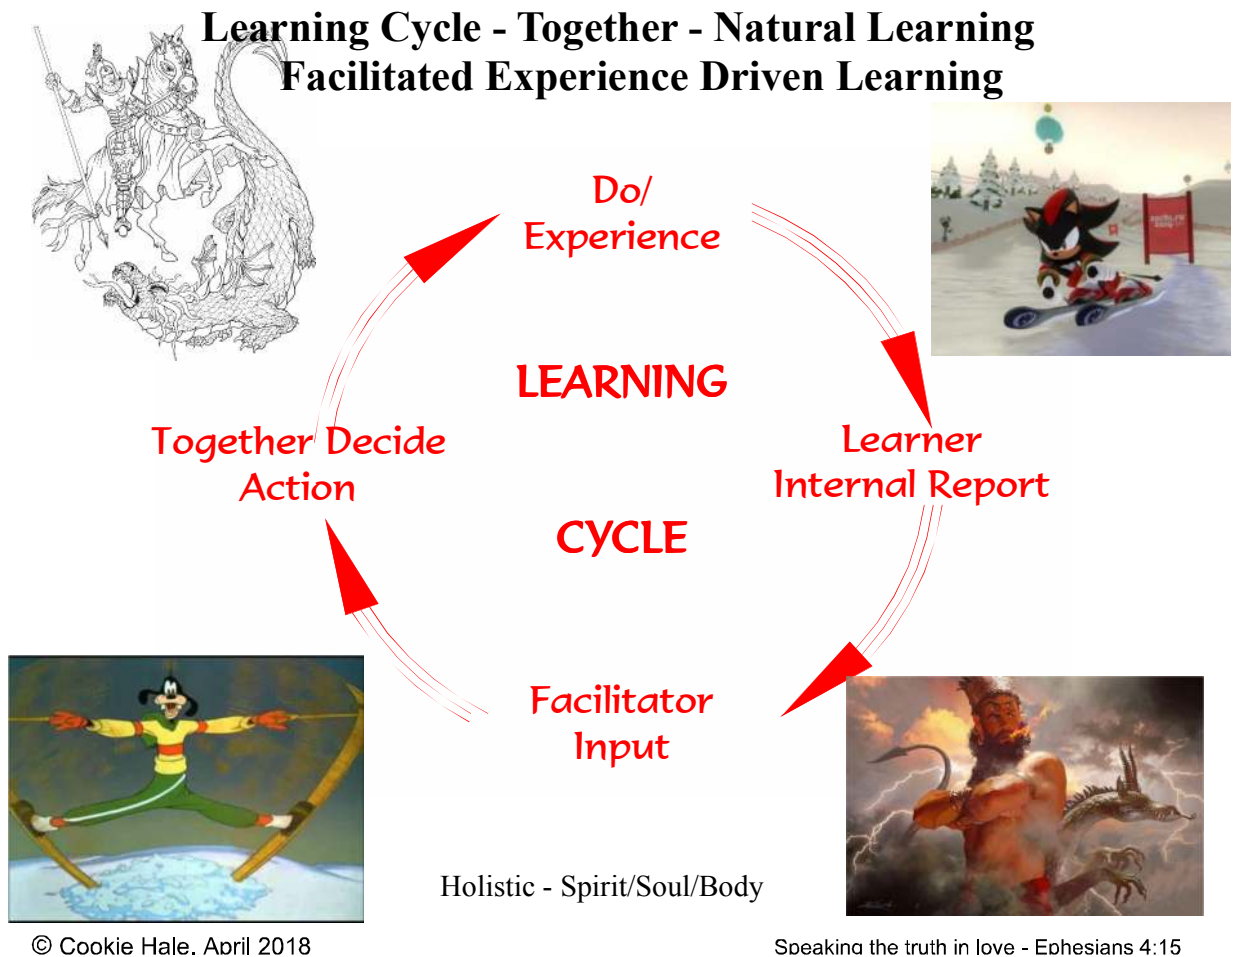 Learning Cycle - Together - Natural Learning
Facilitated Experience Driven Learning
Do/
Experience
LEARNING
Together Decide
Action
Learner
Internal Report
CYCLE
Facilitator
Input
Holistic - Spirit/Soul/Body
© Cookie Hale, April 2018
Speaking the truth in love - Ephesians 4:15